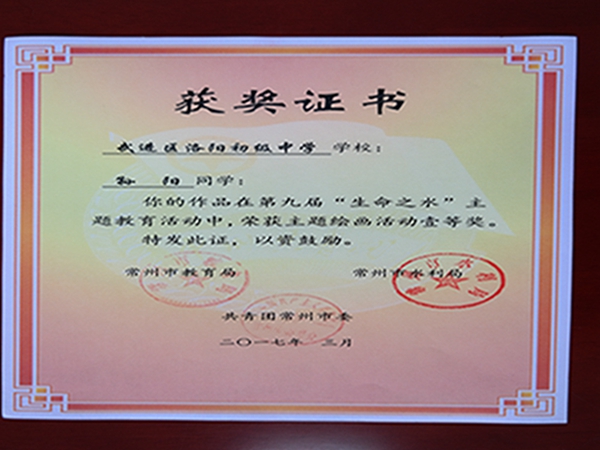 获奖证书
武进区洛阳初级中学 学校:
孙 阳 同学:
你的作品在第九届“生命之水”主
题教育活动中,荣获主题绘画活动壹等奖。
特发此证,以资鼓励。
常州市教育局 常州市水利局
共青团常州市委
二〇一七年 三月